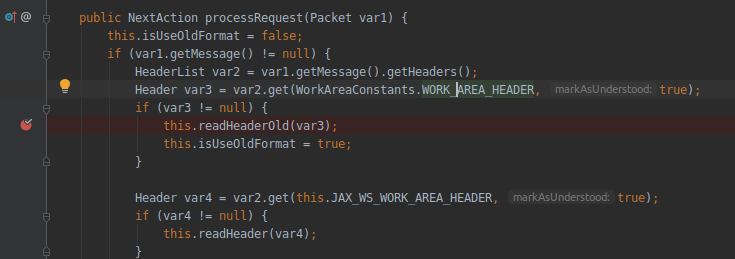 @ public NextAction processRequest(Packet var1) {
this.isUseOldFormat = false;
if (var1.getMessage() != null) {
HeaderList var2 = var1.getMessage().getHeaders();
Header var3 = var2.get(WorkAreaConstants.WORK_AREA_HEADER, markAsUnderstood: true);
if (var3 != null) {
this.readHeaderOld(var3);
this.isUseOldFormat = true;
}
Header var4 = var2.get(this.JAX_WS_WORK_AREA_HEADER, markAsUnderstood: true);
if (var4 != null) {
this.readHeader(var4);
}